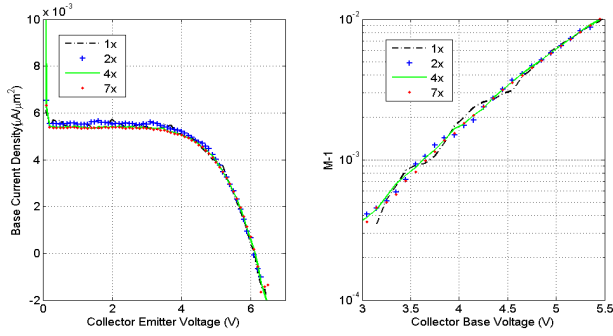 x 10⁻³
10
8
6
4
2
0
-2
0
2
4
6
Collector Emitter Voltage (V)
Base Current Density(μA/μm²)
1x
2x
4x
7x
10⁻²
10⁻³
10⁻⁴
3
3.5
4
4.5
5
5.5
Collector Base Voltage (V)
M-1
1x
2x
4x
7x